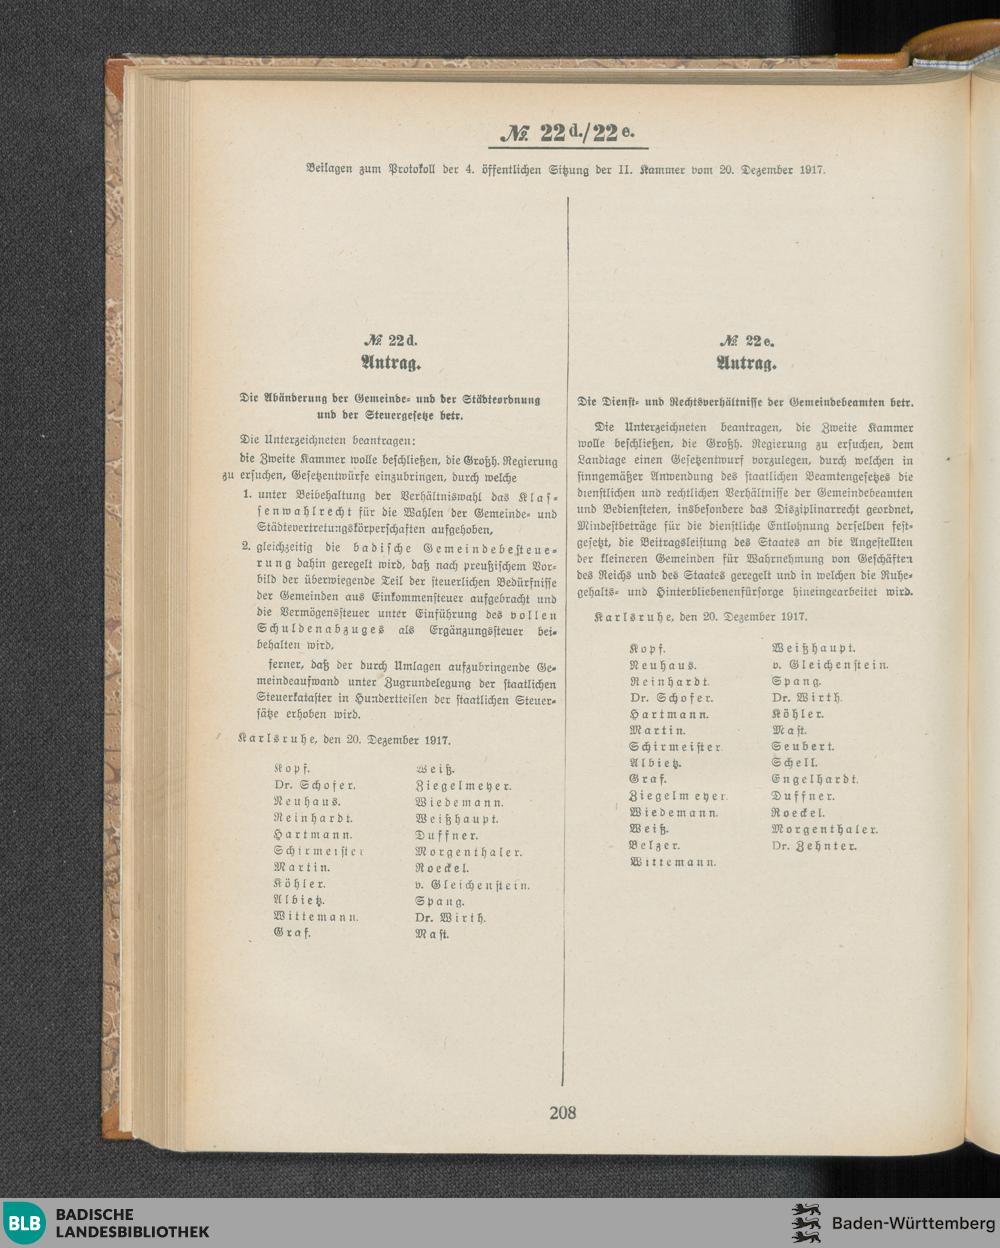 № 22 d./22 e.
Beilagen zum Protokoll der 4. öffentlichen Sitzung der II. Kammer vom 20. Dezember 1917.
№ 22 d.
Antrag.
Die Abänderung der Gemeinde- und der Städteordnung
und der Steuergesetze betr.
Die Unterzeichneten beantragen:
die Zweite Kammer wolle beschließen, die Großh. Regierung
zu ersuchen, Gesetzentwürfe einzubringen, durch welche
1. unter Beibehaltung der Verhältniswahl das Klas-
senwahlrecht für die Wahlen der Gemeinde- und
Städtevertretungskörperschaften aufgehoben,
2. gleichzeitig die badische Gemeindebesteue-
rung dahin geregelt wird, daß nach preußischem Vor-
bild der überwiegende Teil der steuerlichen Bedürfnisse
der Gemeinden aus Einkommensteuer aufgebracht und
die Vermögenssteuer unter Einführung des vollen
Schuldenabzuges als Ergänzungssteuer bei-
behalten wird,
ferner, daß der durch Umlagen aufzubringende Ge-
meindeaufwand unter Zugrundelegung der staatlichen
Steuerkataster in Hundertteilen der staatlichen Steuer-
sätze erhoben wird.
Karlsruhe, den 20. Dezember 1917.
Kopf.
Dr. Schofer.
Neuhaus.
Reinhardt.
Hartmann.
Schirmeister
Martin.
Köhler.
Albietz.
Wittemann.
Graf.
Weiß.
Ziegelmeyer.
Wiedemann.
Weißhaupt.
Duffner.
Morgenthaler.
Roeckel.
v. Gleichenstein.
Spang.
Dr. Wirth.
Mast.
№ 22 e.
Antrag.
Die Dienst- und Rechtsverhältnisse der Gemeindebeamten betr.
Die Unterzeichneten beantragen, die Zweite Kammer
wolle beschließen, die Großh. Regierung zu ersuchen, dem
Landtage einen Gesetzentwurf vorzulegen, durch welchen in
sinngemäßer Anwendung des staatlichen Beamtengesetzes die
dienstlichen und rechtlichen Verhältnisse der Gemeindebeamten
und Bediensteten, insbesondere das Disziplinarrecht geordnet,
Mindestbeträge für die dienstliche Entlohnung derselben fest-
gesetzt, die Beitragsleistung des Staates an die Angestellten
der kleineren Gemeinden für Wahrnehmung von Geschäften
des Reichs und des Staates geregelt und in welchen die Ruhe-
gehalts- und Hinterbliebenenfürsorge hineingearbeitet wird.
Karlsruhe, den 20. Dezember 1917.
Kopf.
Neuhaus.
Reinhardt.
Dr. Schofer.
Hartmann.
Martin.
Schirmeister
Albietz.
Graf.
Ziegelmeyer.
Wiedemann.
Weiß.
Belzer.
Wittemann.
Weißhaupt.
v. Gleichenstein.
Spang.
Dr. Wirth.
Köhler.
Mast.
Seubert.
Schell.
Engelhardt.
Duffner.
Roeckel.
Morgenthaler.
Dr. Zehnter.
208
BLB BADISCHE
LANDESBIBLIOTHEK
Baden-Württemberg